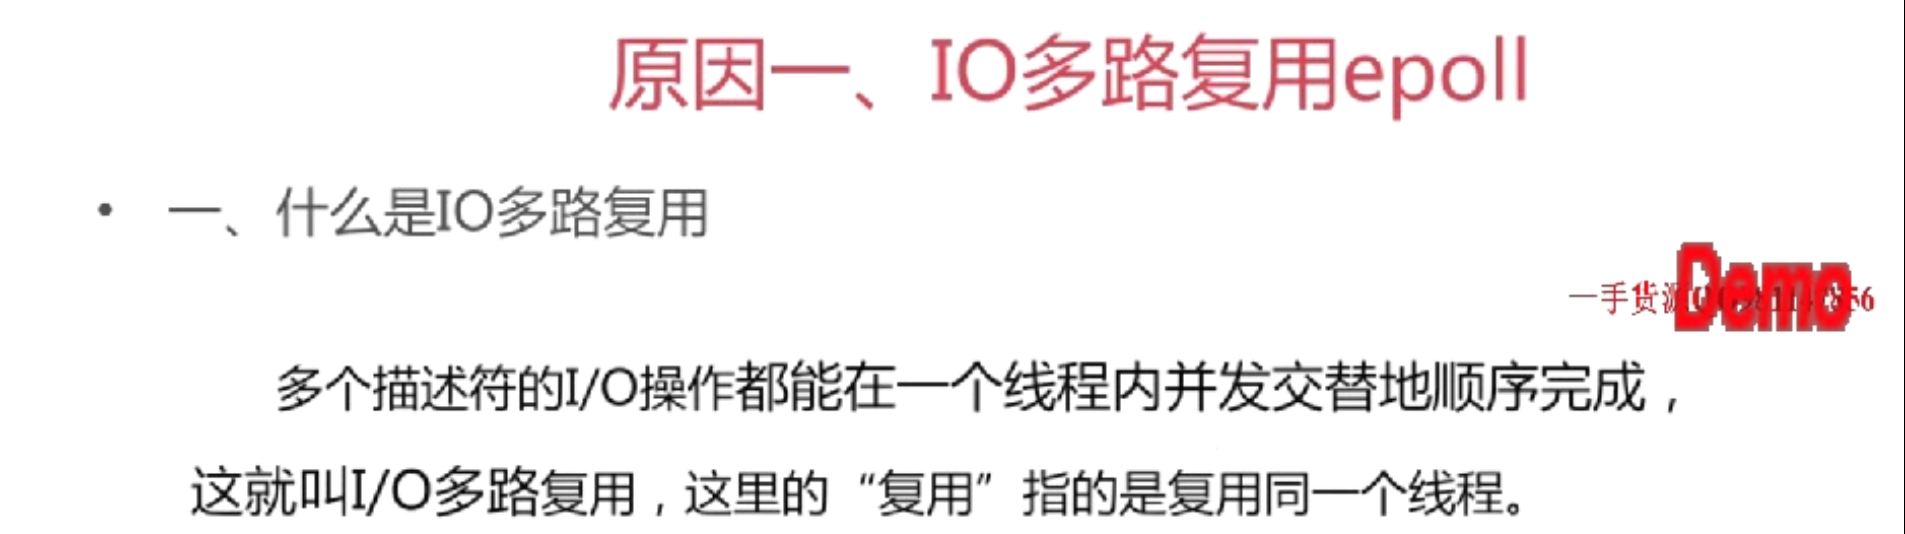 原因一、IO多路复用epoll
• 一、什么是IO多路复用
Demo
一手货源
多个描述符的I/O操作都能在一个线程内并发交替地顺序完成，
这就叫I/O多路复用，这里的“复用”指的是复用同一个线程。